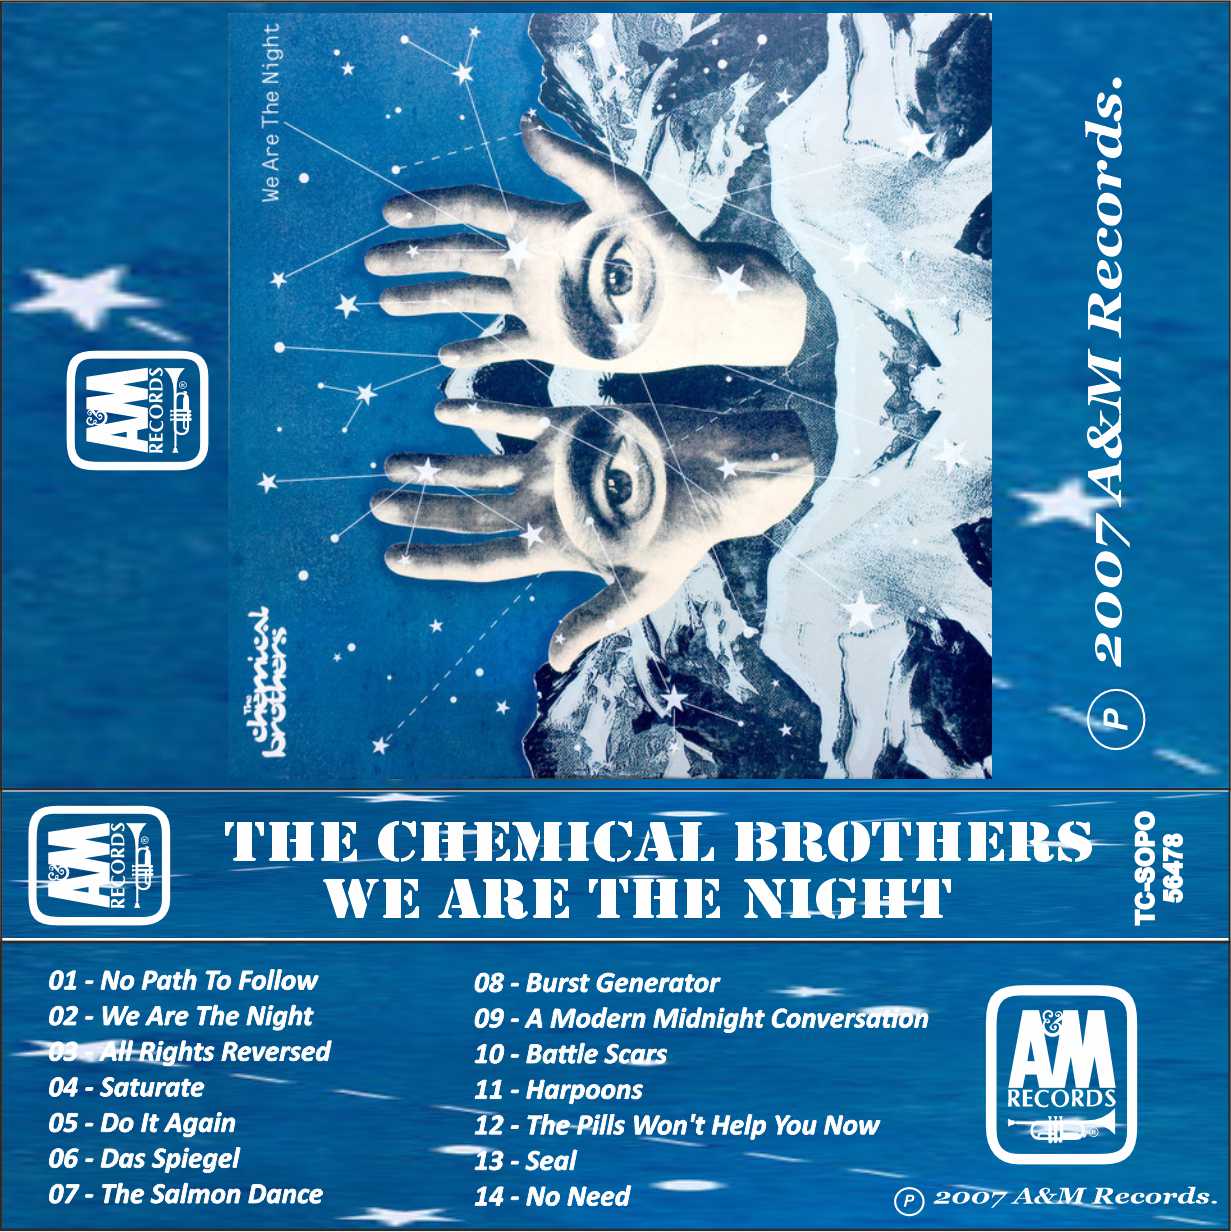 We Are The Night
The
chemical
brothers
A&M
RECORDS
®
Ⓟ 2007 A&M Records.
A&M
RECORDS
®
THE CHEMICAL BROTHERS
WE ARE THE NIGHT
TC-SOPO
56478
01 - No Path To Follow
02 - We Are The Night
03 - All Rights Reversed
04 - Saturate
05 - Do It Again
06 - Das Spiegel
07 - The Salmon Dance
08 - Burst Generator
09 - A Modern Midnight Conversation
10 - Battle Scars
11 - Harpoons
12 - The Pills Won't Help You Now
13 - Seal
14 - No Need
A&M
RECORDS
®
Ⓟ 2007 A&M Records.